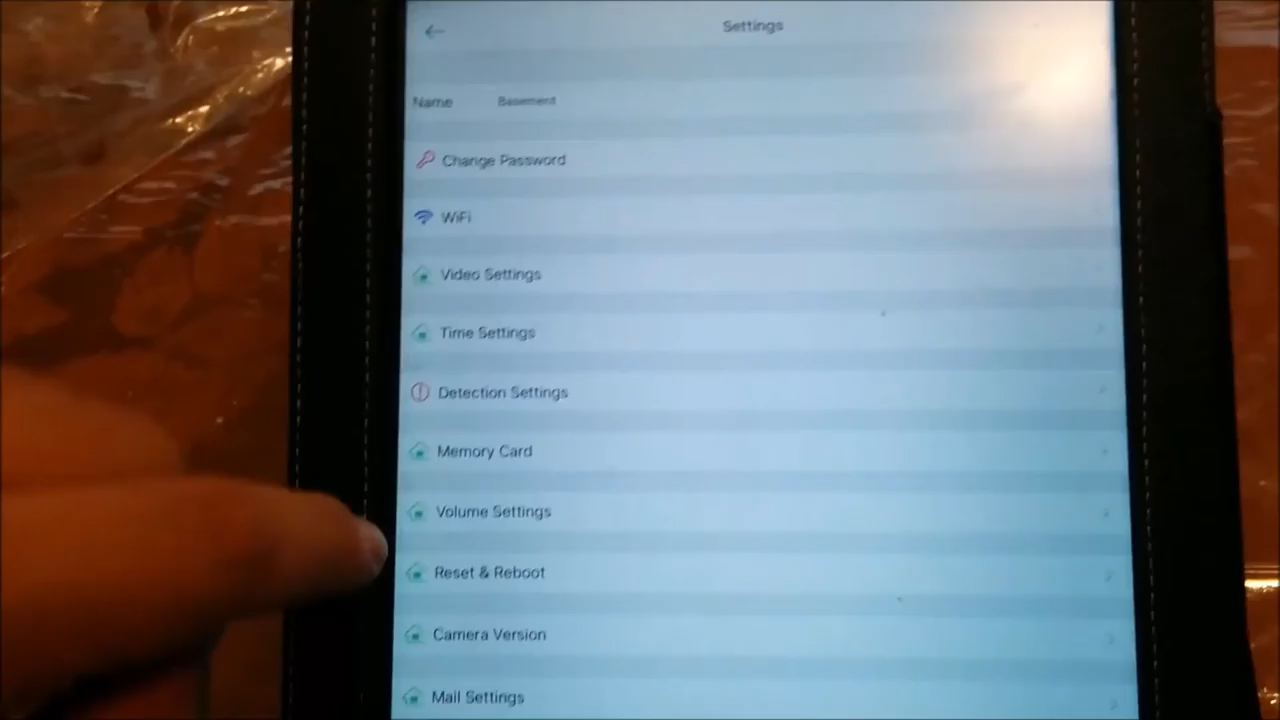 Settings
Name Basement
Change Password
WiFi
Video Settings
Time Settings
Detection Settings
Memory Card
Volume Settings
Reset & Reboot
Camera Version
Mail Settings